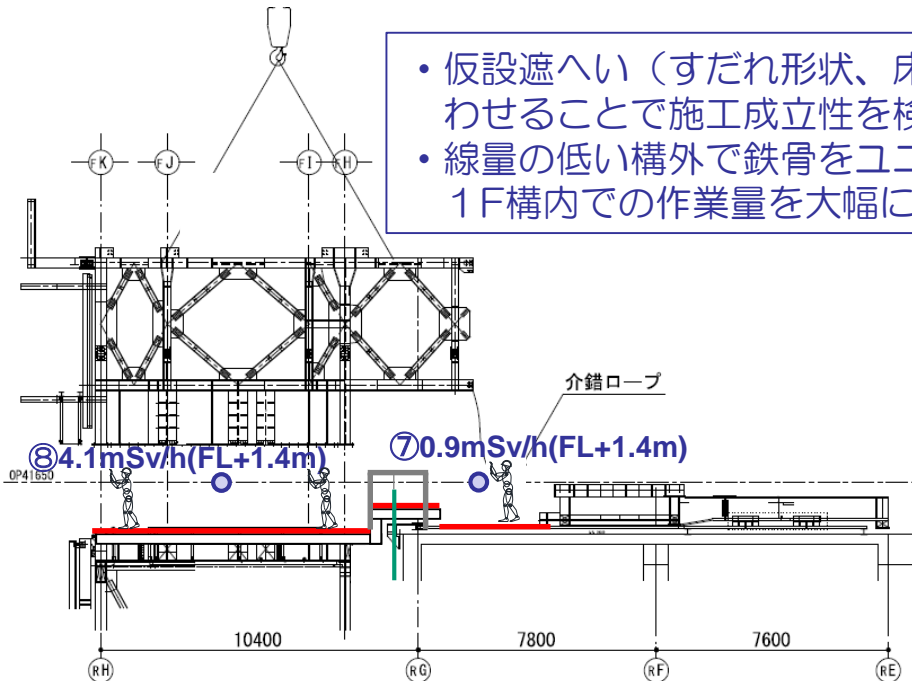 • 仮設遮へい（すだれ形状、床
わせることで施工成立性を検
• 線量の低い構外で鉄骨をユニ
１F構内での作業量を大幅に
FK
FJ
FI
FH
介錯ロープ
⑧4.1mSv/h(FL+1.4m)
⑦0.9mSv/h(FL+1.4m)
OP41650
10400
7800
7600
RH
RG
RF
RE